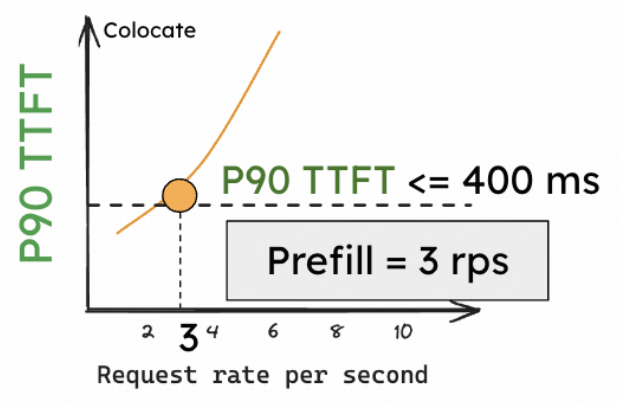 Colocate
P90 TTFT
P90 TTFT <= 400 ms
Prefill = 3 rps
2 3 4 6 8 10
Request rate per second